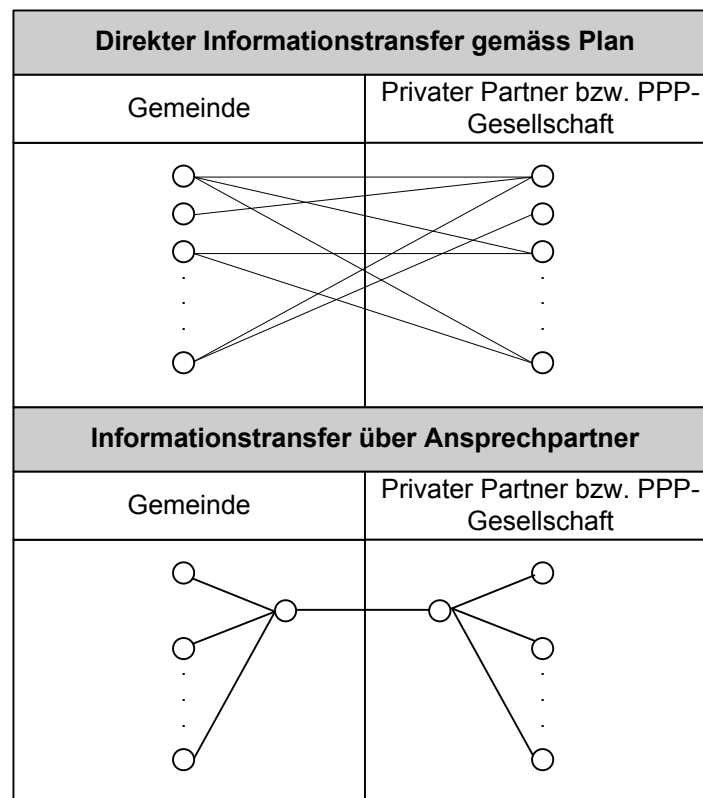 Direkter Informationstransfer gemäss Plan
Gemeinde
Privater Partner bzw. PPP-
Gesellschaft
Informationstransfer über Ansprechpartner
Gemeinde
Privater Partner bzw. PPP-
Gesellschaft